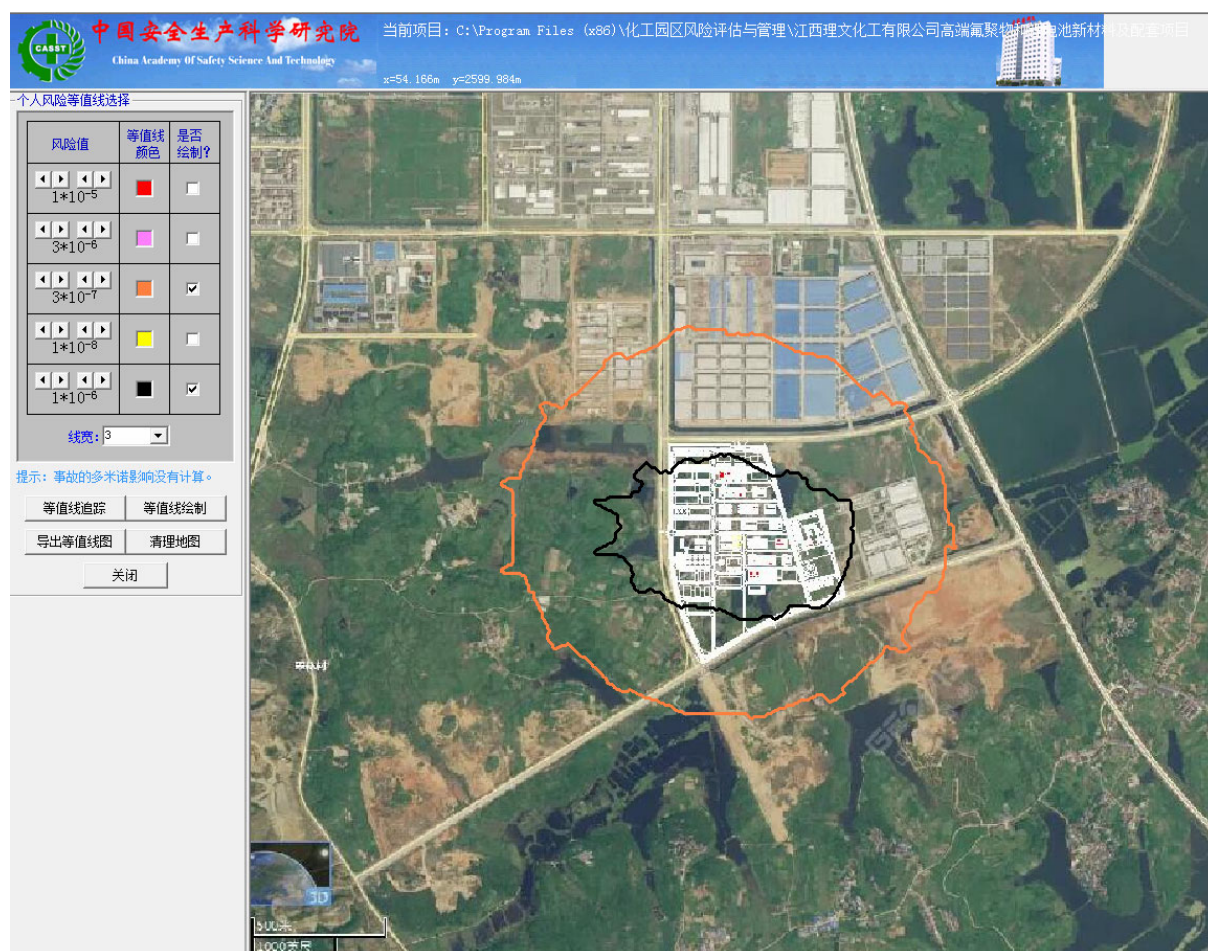 中国安全生产科学研究院
CASST
China Academy Of Safety Science And Technology
当前项目：C:\Program Files (x86)\化工园区风险评估与管理\江西理文化工有限公司高端氟聚物和锂电池新材料及配套项目
x=54.166m y=2599.984m
个人风险等值线选择
风险值 等值线颜色 是否绘制?
1*10-5
3*10-6
3*10-7
1*10-8
1*10-6
线宽: 3
提示: 事故的多米诺影响没有计算。
等值线追踪 等值线绘制
导出等值线图 清理地图
关闭
3D
500米
1000英尺